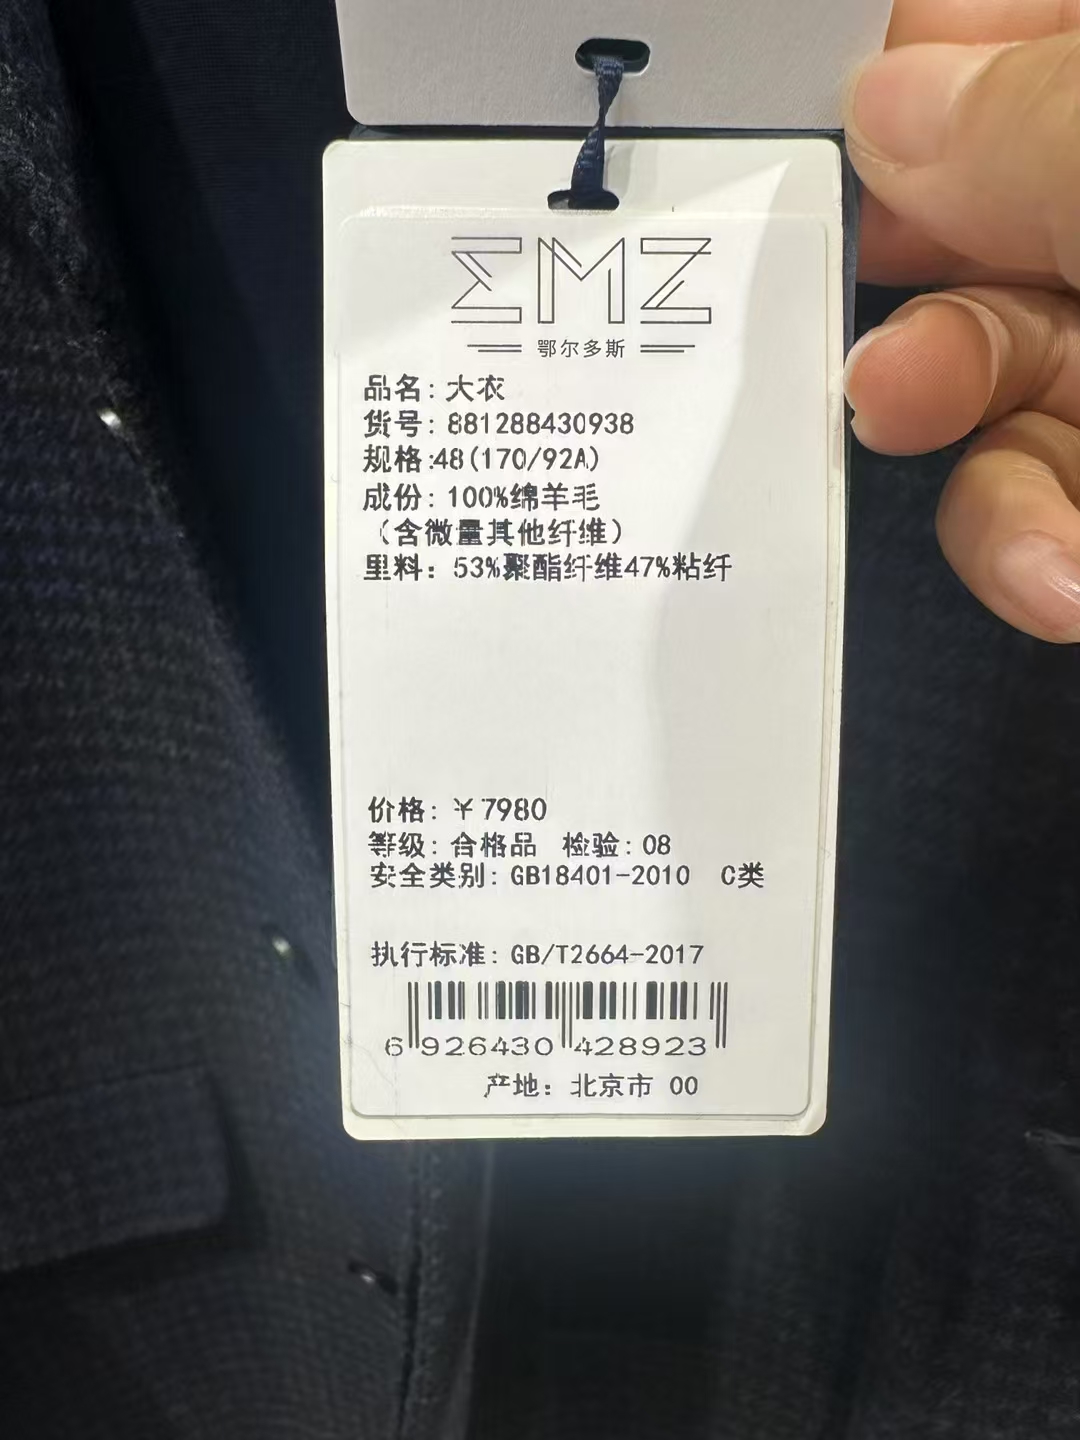 EMZ
鄂尔多斯
品名: 大衣
货号: 881288430938
规格:48(170/92A)
成份: 100%绵羊毛
（含微量其他纤维）
里料: 53%聚酯纤维47%粘纤
价格: ￥7980
等级: 合格品 检验: 08
安全类别: GB18401-2010 C类
执行标准: GB/T2664-2017
6 926430 428923
产地: 北京市 00